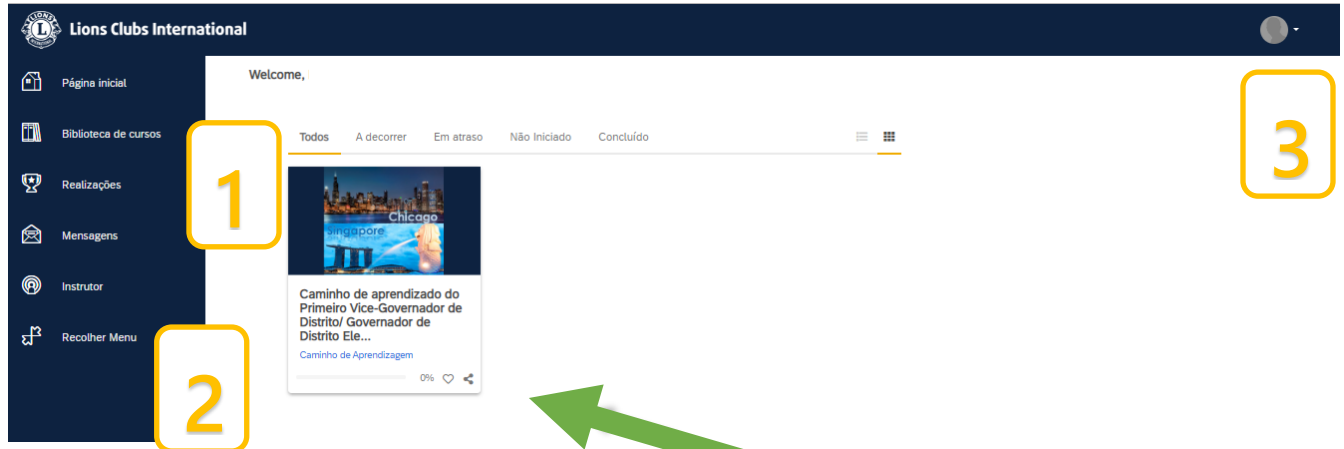 Lions Clubs International
Página inicial
Biblioteca de cursos
Realizações
Mensagens
Instrutor
Recolher Menu
1
2
Welcome,
Todos A decorrer Em atraso Não Iniciado Concluído
Chicago
Singapore
Caminho de aprendizado do
Primeiro Vice-Governador de
Distrito/ Governador de
Distrito Ele...
Caminho de Aprendizagem
0%
3